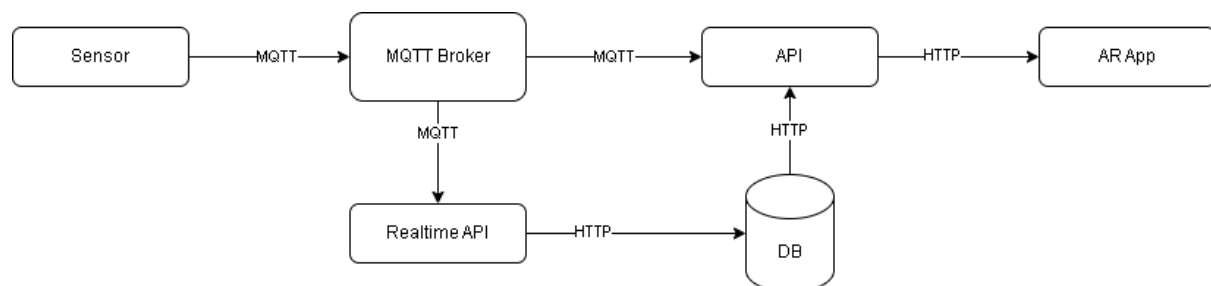 Sensor
MQTT
MQTT Broker
MQTT
API
HTTP
AR App
MQTT
HTTP
Realtime API
HTTP
DB